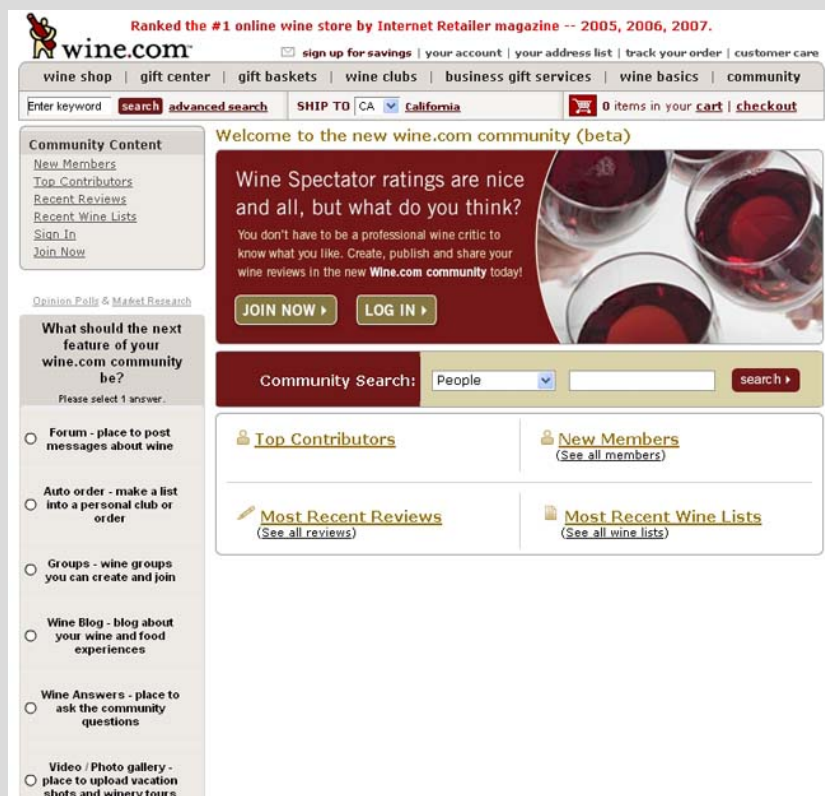 Ranked the #1 online wine store by Internet Retailer magazine -- 2005, 2006, 2007.
wine.com
sign up for savings | your account | your address list | track your order | customer care
wine shop | gift center | gift baskets | wine clubs | business gift services | wine basics | community
Enter keyword search advanced search SHIP TO CA California 0 items in your cart | checkout
Community Content
New Members
Top Contributors
Recent Reviews
Recent Wine Lists
Sign In
Join Now
Opinion Polls & Market Research
What should the next
feature of your
wine.com community
be?
Please select 1 answer.
Forum - place to post
messages about wine
Auto order - make a list
into a personal club or
order
Groups - wine groups
you can create and join
Wine Blog - blog about
your wine and food
experiences
Wine Answers - place to
ask the community
questions
Video / Photo gallery -
place to upload vacation
shots and winery tours
Welcome to the new wine.com community (beta)
Wine Spectator ratings are nice
and all, but what do you think?
You don't have to be a professional wine critic to
know what you like. Create, publish and share your
wine reviews in the new Wine.com community today!
JOIN NOW LOG IN
Community Search: People search
Top Contributors
New Members
(See all members)
Most Recent Reviews
(See all reviews)
Most Recent Wine Lists
(See all wine lists)